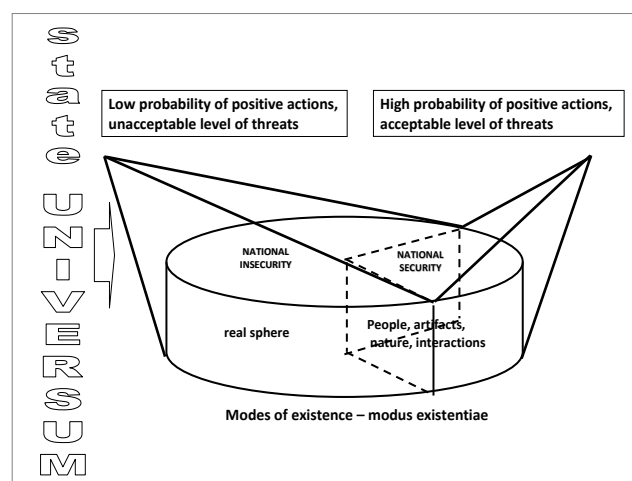 State UNIVERSUM
Low probability of positive actions,
unacceptable level of threats
High probability of positive actions,
acceptable level of threats
NATIONAL
INSECURITY
NATIONAL
SECURITY
real sphere
People, artifacts,
nature, interactions
Modes of existence – modus existentiae